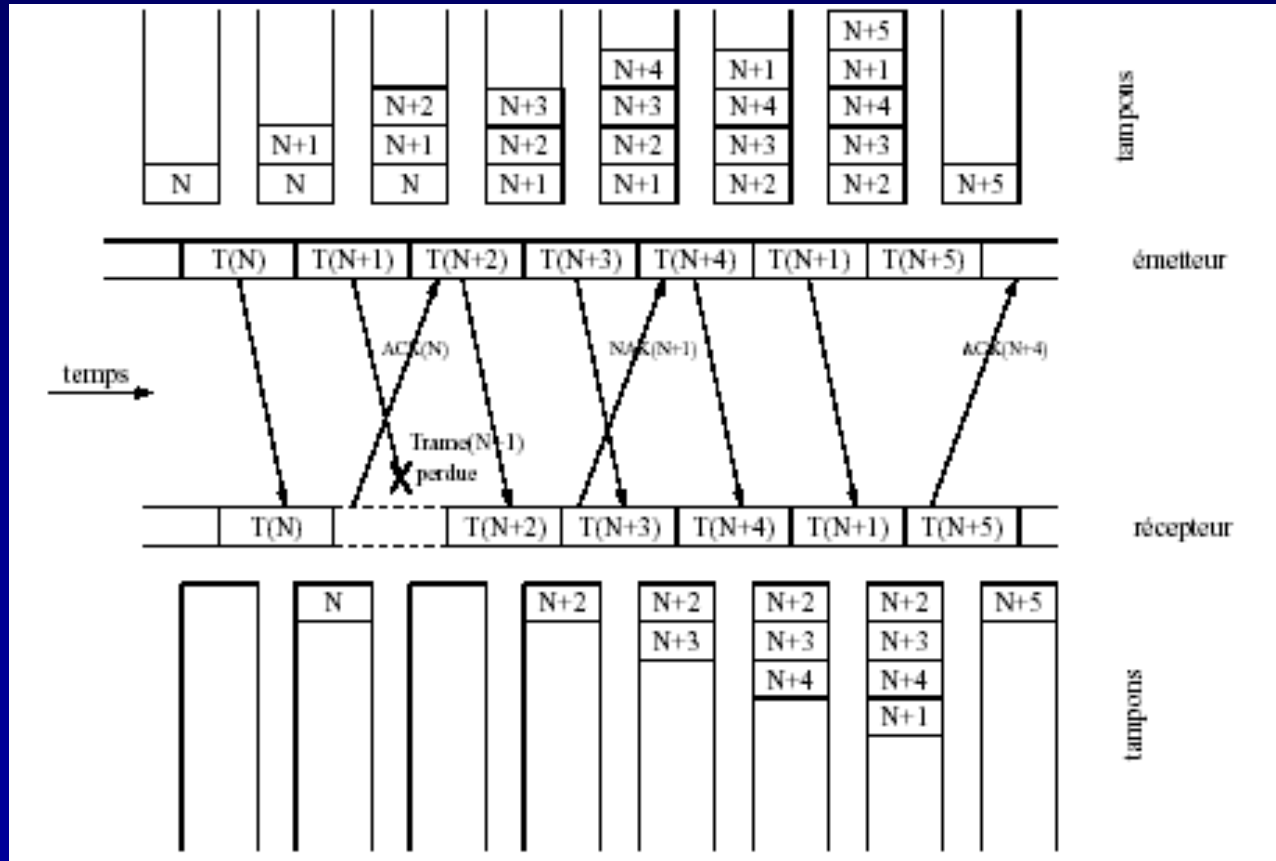 N+5
N+4 N+1 N+1
N+2 N+3 N+3 N+4 N+4
N+1 N+1 N+2 N+2 N+3 N+3
N N N N+1 N+1 N+2 N+2 N+5
tampons
T(N) T(N+1) T(N+2) T(N+3) T(N+4) T(N+1) T(N+5) émetteur
ACK(N) NAK(N+1) ACK(N+4)
temps
Trame(N+1)
perdue
T(N) T(N+2) T(N+3) T(N+4) T(N+1) T(N+5) récepteur
N N+2 N+2 N+2 N+2 N+5
N+3 N+3 N+3
N+4 N+4
N+1
tampons